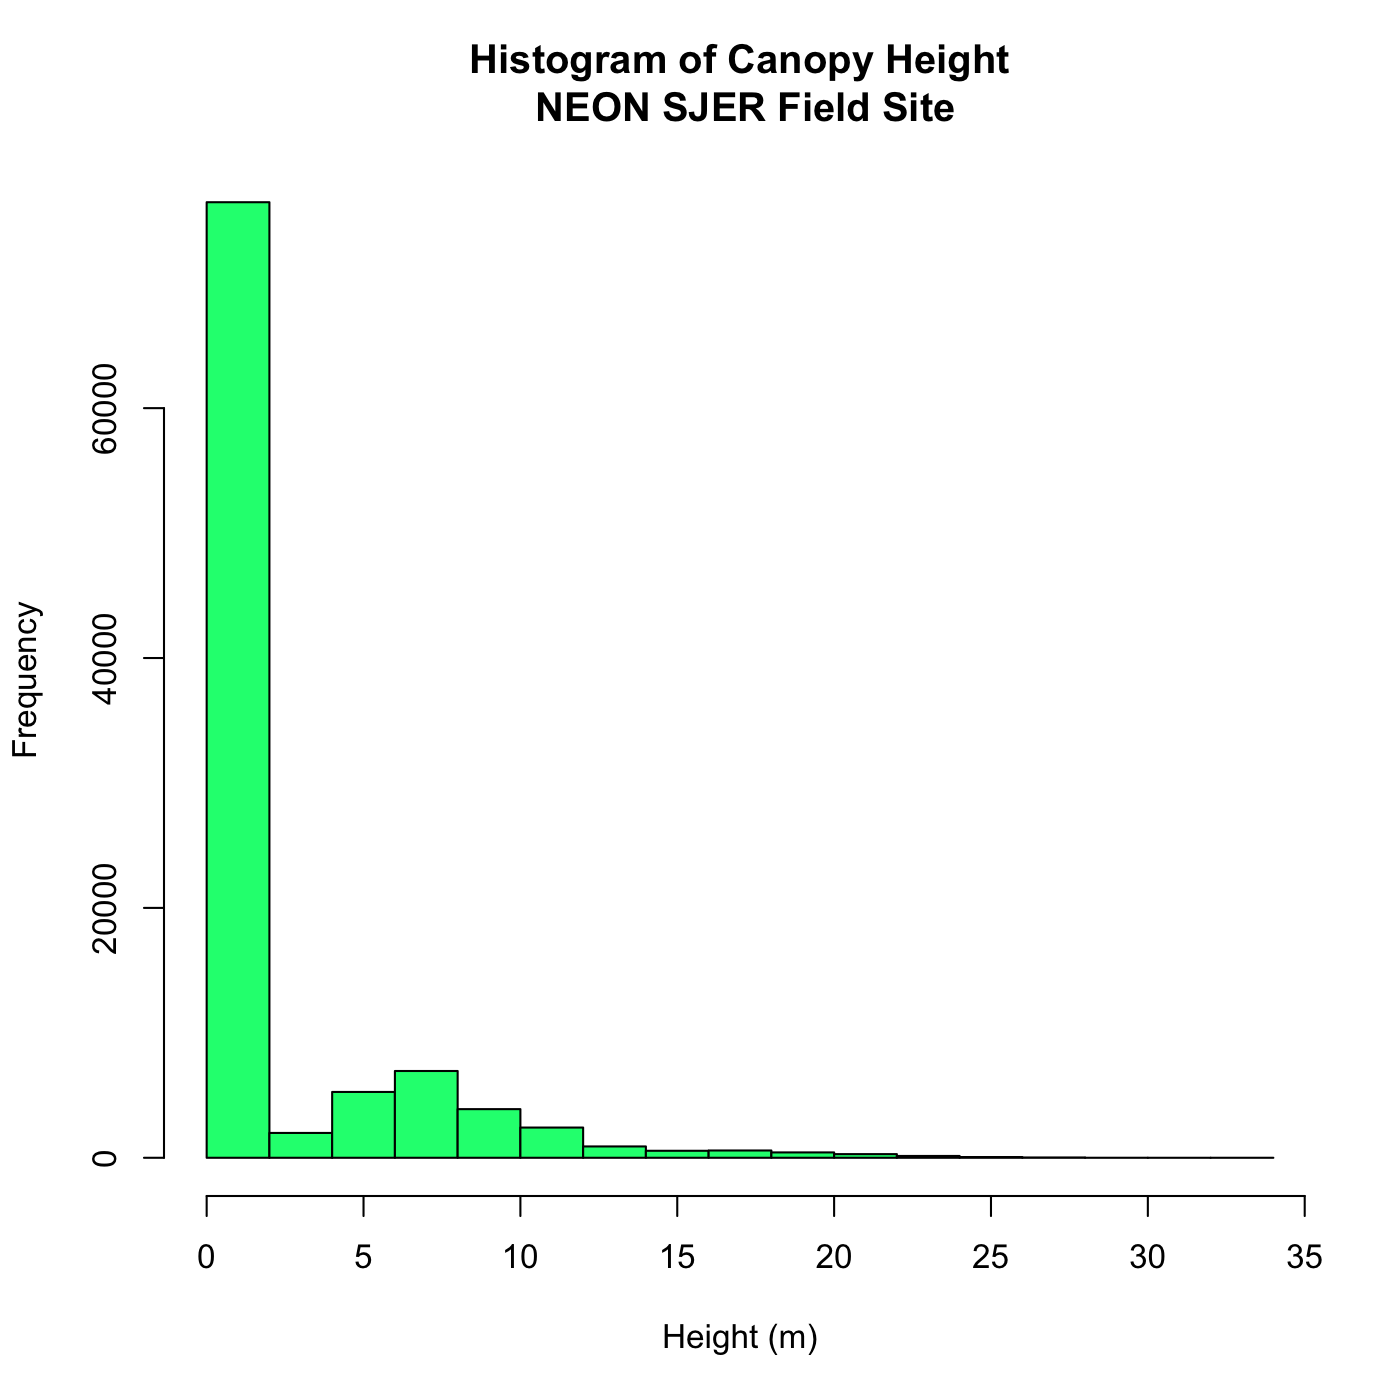 Histogram of Canopy Height
NEON SJER Field Site
Frequency
60000
40000
20000
0
0 5 10 15 20 25 30 35
Height (m)